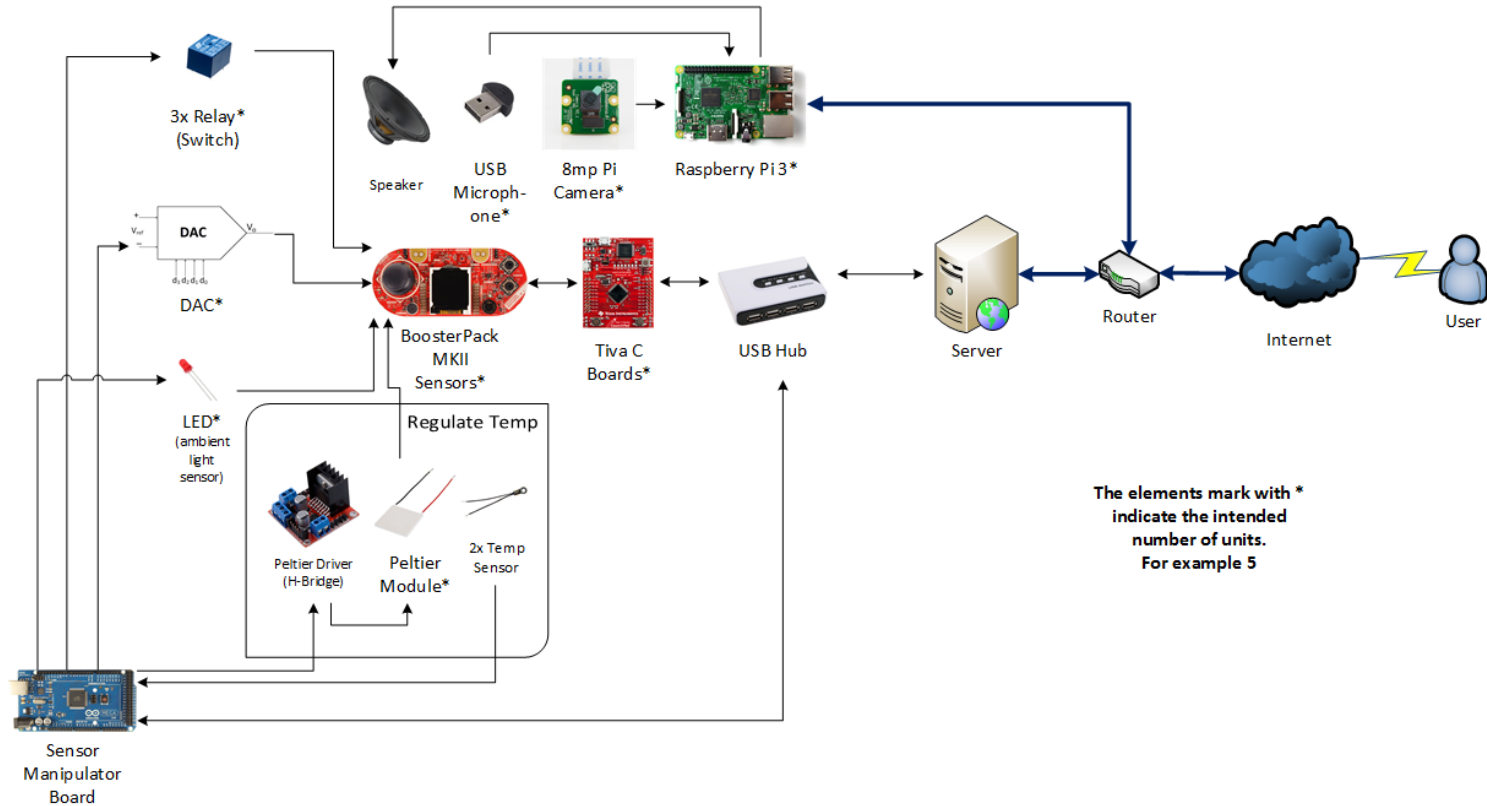 3x Relay*
(Switch)
Speaker
USB
Microph-
one*
8mp Pi
Camera*
Raspberry Pi 3*
+
Vref
−
DAC
Vo
d3 d2 d1 d0
DAC*
BoosterPack
MKII
Sensors*
Tiva C
Boards*
USB Hub
Server
Router
Internet
User
LED*
(ambient
light
sensor)
Regulate Temp
Peltier Driver
(H-Bridge)
Peltier
Module*
2x Temp
Sensor
The elements mark with *
indicate the intended
number of units.
For example 5
Sensor
Manipulator
Board